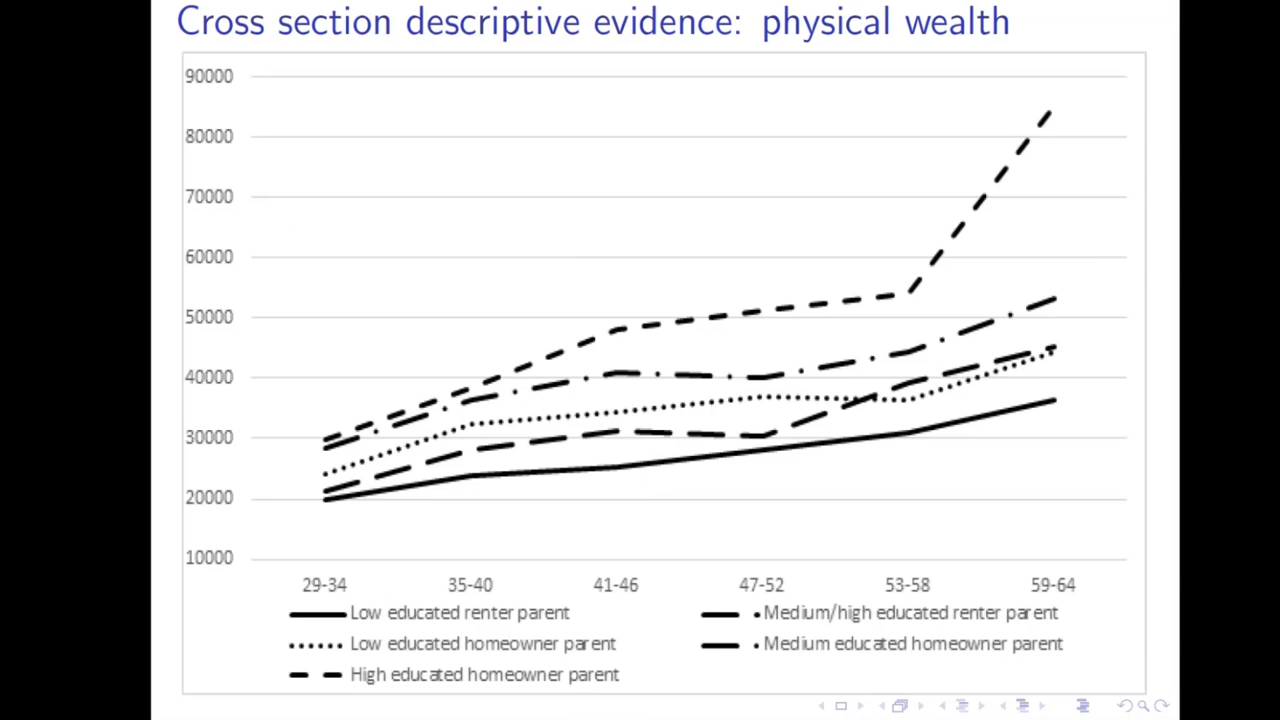 Cross section descriptive evidence: physical wealth
90000
80000
70000
60000
50000
40000
30000
20000
10000
29-34 35-40 41-46 47-52 53-58 59-64
Low educated renter parent Medium/high educated renter parent
Low educated homeowner parent Medium educated homeowner parent
High educated homeowner parent